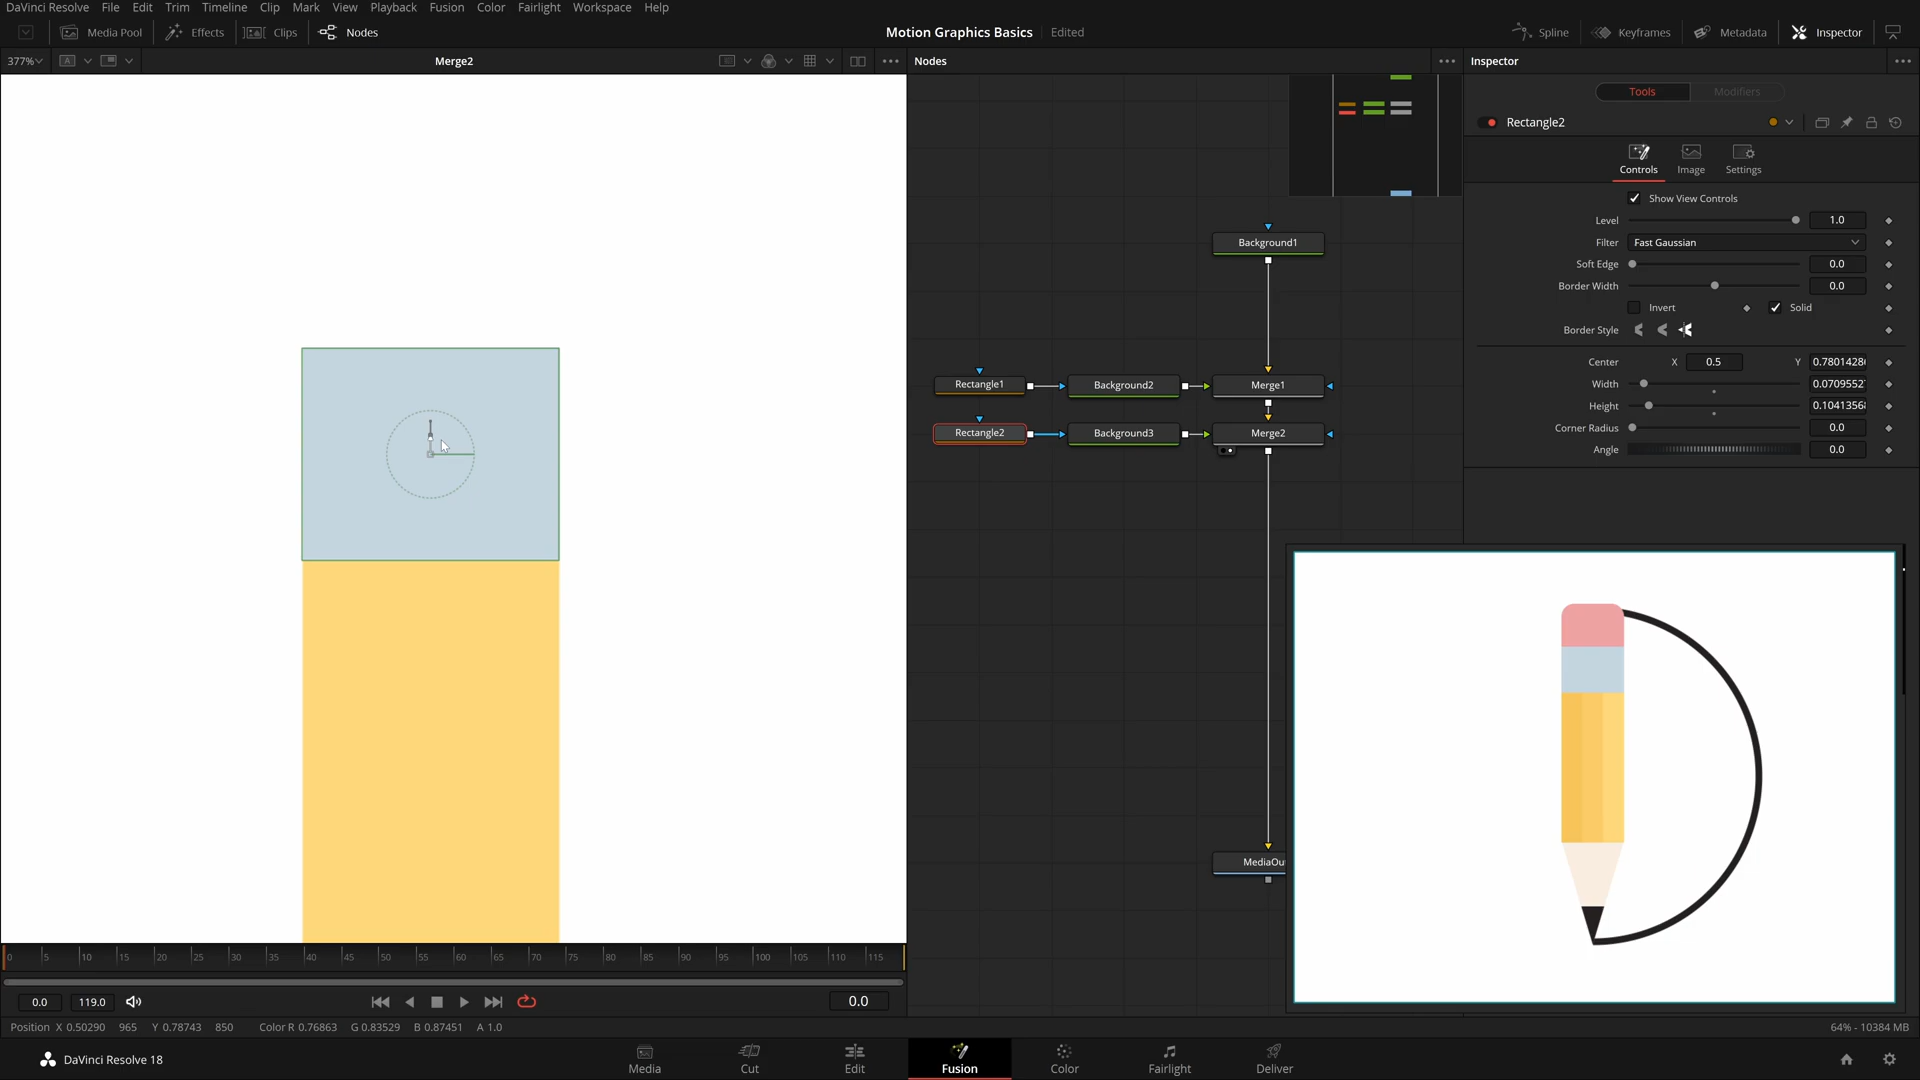 DaVinci Resolve File Edit Trim Timeline Clip Mark View Playback Fusion Color Fairlight Workspace Help
Media Pool Effects Clips Nodes Motion Graphics Basics Edited Spline Keyframes Metadata Inspector
377% A Merge2 Nodes Inspector
Tools Modifiers
Rectangle2
Controls Image Settings
Show View Controls
Level 1.0
Filter Fast Gaussian
Soft Edge 0.0
Border Width 0.0
Invert Solid
Border Style
Center X 0.5 Y 0.7801428
Width 0.0709552
Height 0.1041356
Corner Radius 0.0
Angle 0.0
Background1
Rectangle1 Background2 Merge1
Rectangle2 Background3 Merge2
MediaOu
0 5 10 15 20 25 30 35 40 45 50 55 60 65 70 75 80 85 90 95 100 105 110 115
0.0 119.0 0.0
Position X 0.50290 965 Y 0.78743 850 Color R 0.76863 G 0.83529 B 0.87451 A 1.0 64% - 10384 MB
DaVinci Resolve 18 Media Cut Edit Fusion Color Fairlight Deliver